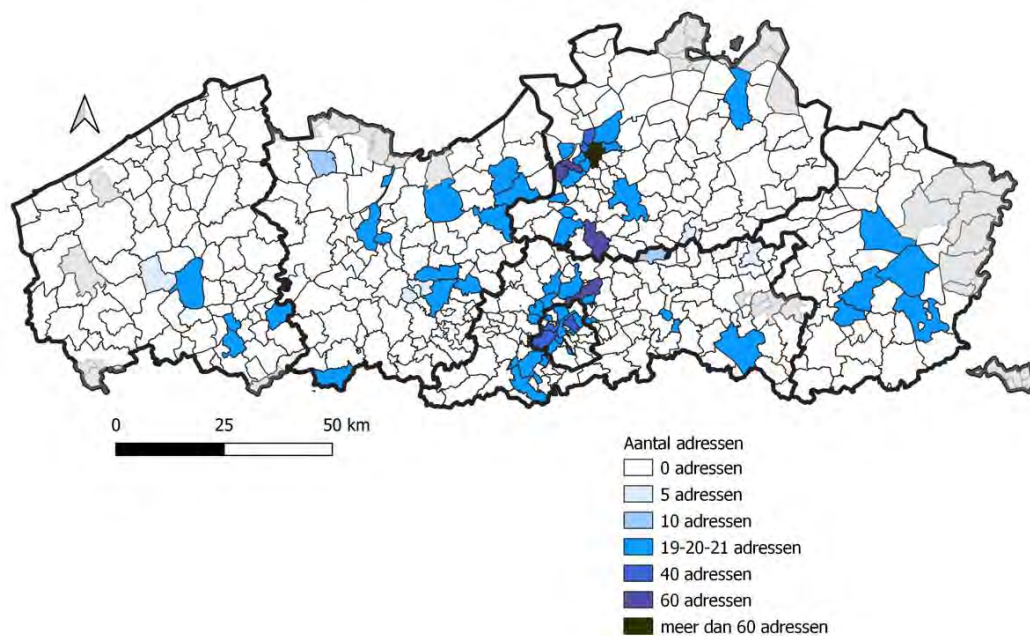 0 25 50 km
Aantal adressen
0 adressen
5 adressen
10 adressen
19-20-21 adressen
40 adressen
60 adressen
meer dan 60 adressen